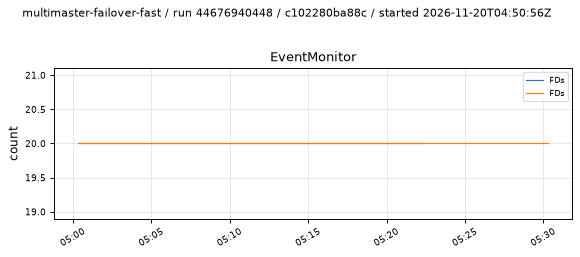 multimaster-failover-fast / run 44676940448 / c102280ba88c / started 2026-11-20T04:50:56Z
EventMonitor
21.0
20.5
20.0
19.5
19.0
count
FDs
FDs
05:00
05:05
05:10
05:15
05:20
05:25
05:30